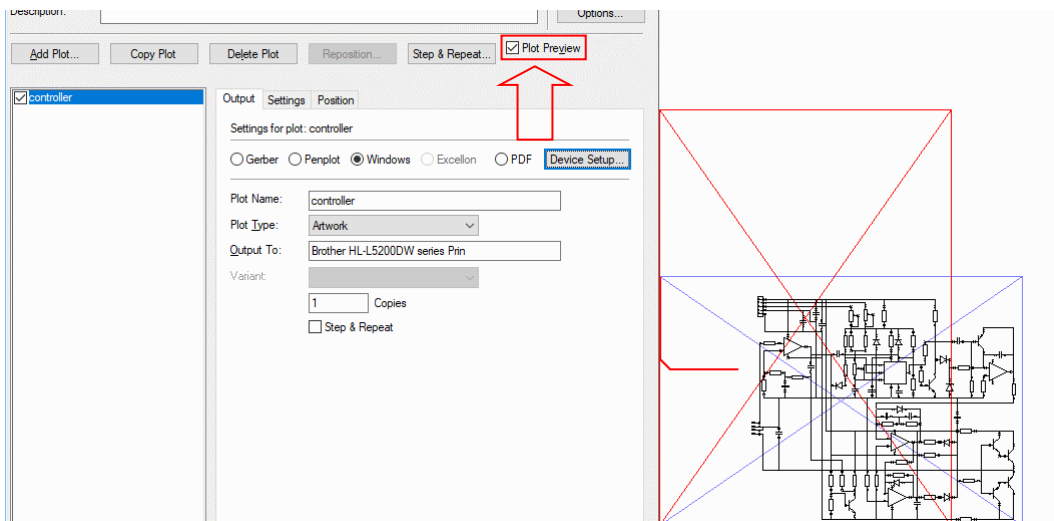 Description:
Options...
Add Plot... Copy Plot Delete Plot Reposition... Step & Repeat... Plot Preview
controller
Output Settings Position
Settings for plot: controller
Gerber Penplot Windows Excellon PDF Device Setup...
Plot Name: controller
Plot Type: Artwork
Output To: Brother HL-L5200DW series Prin
Variant:
1 Copies
Step & Repeat